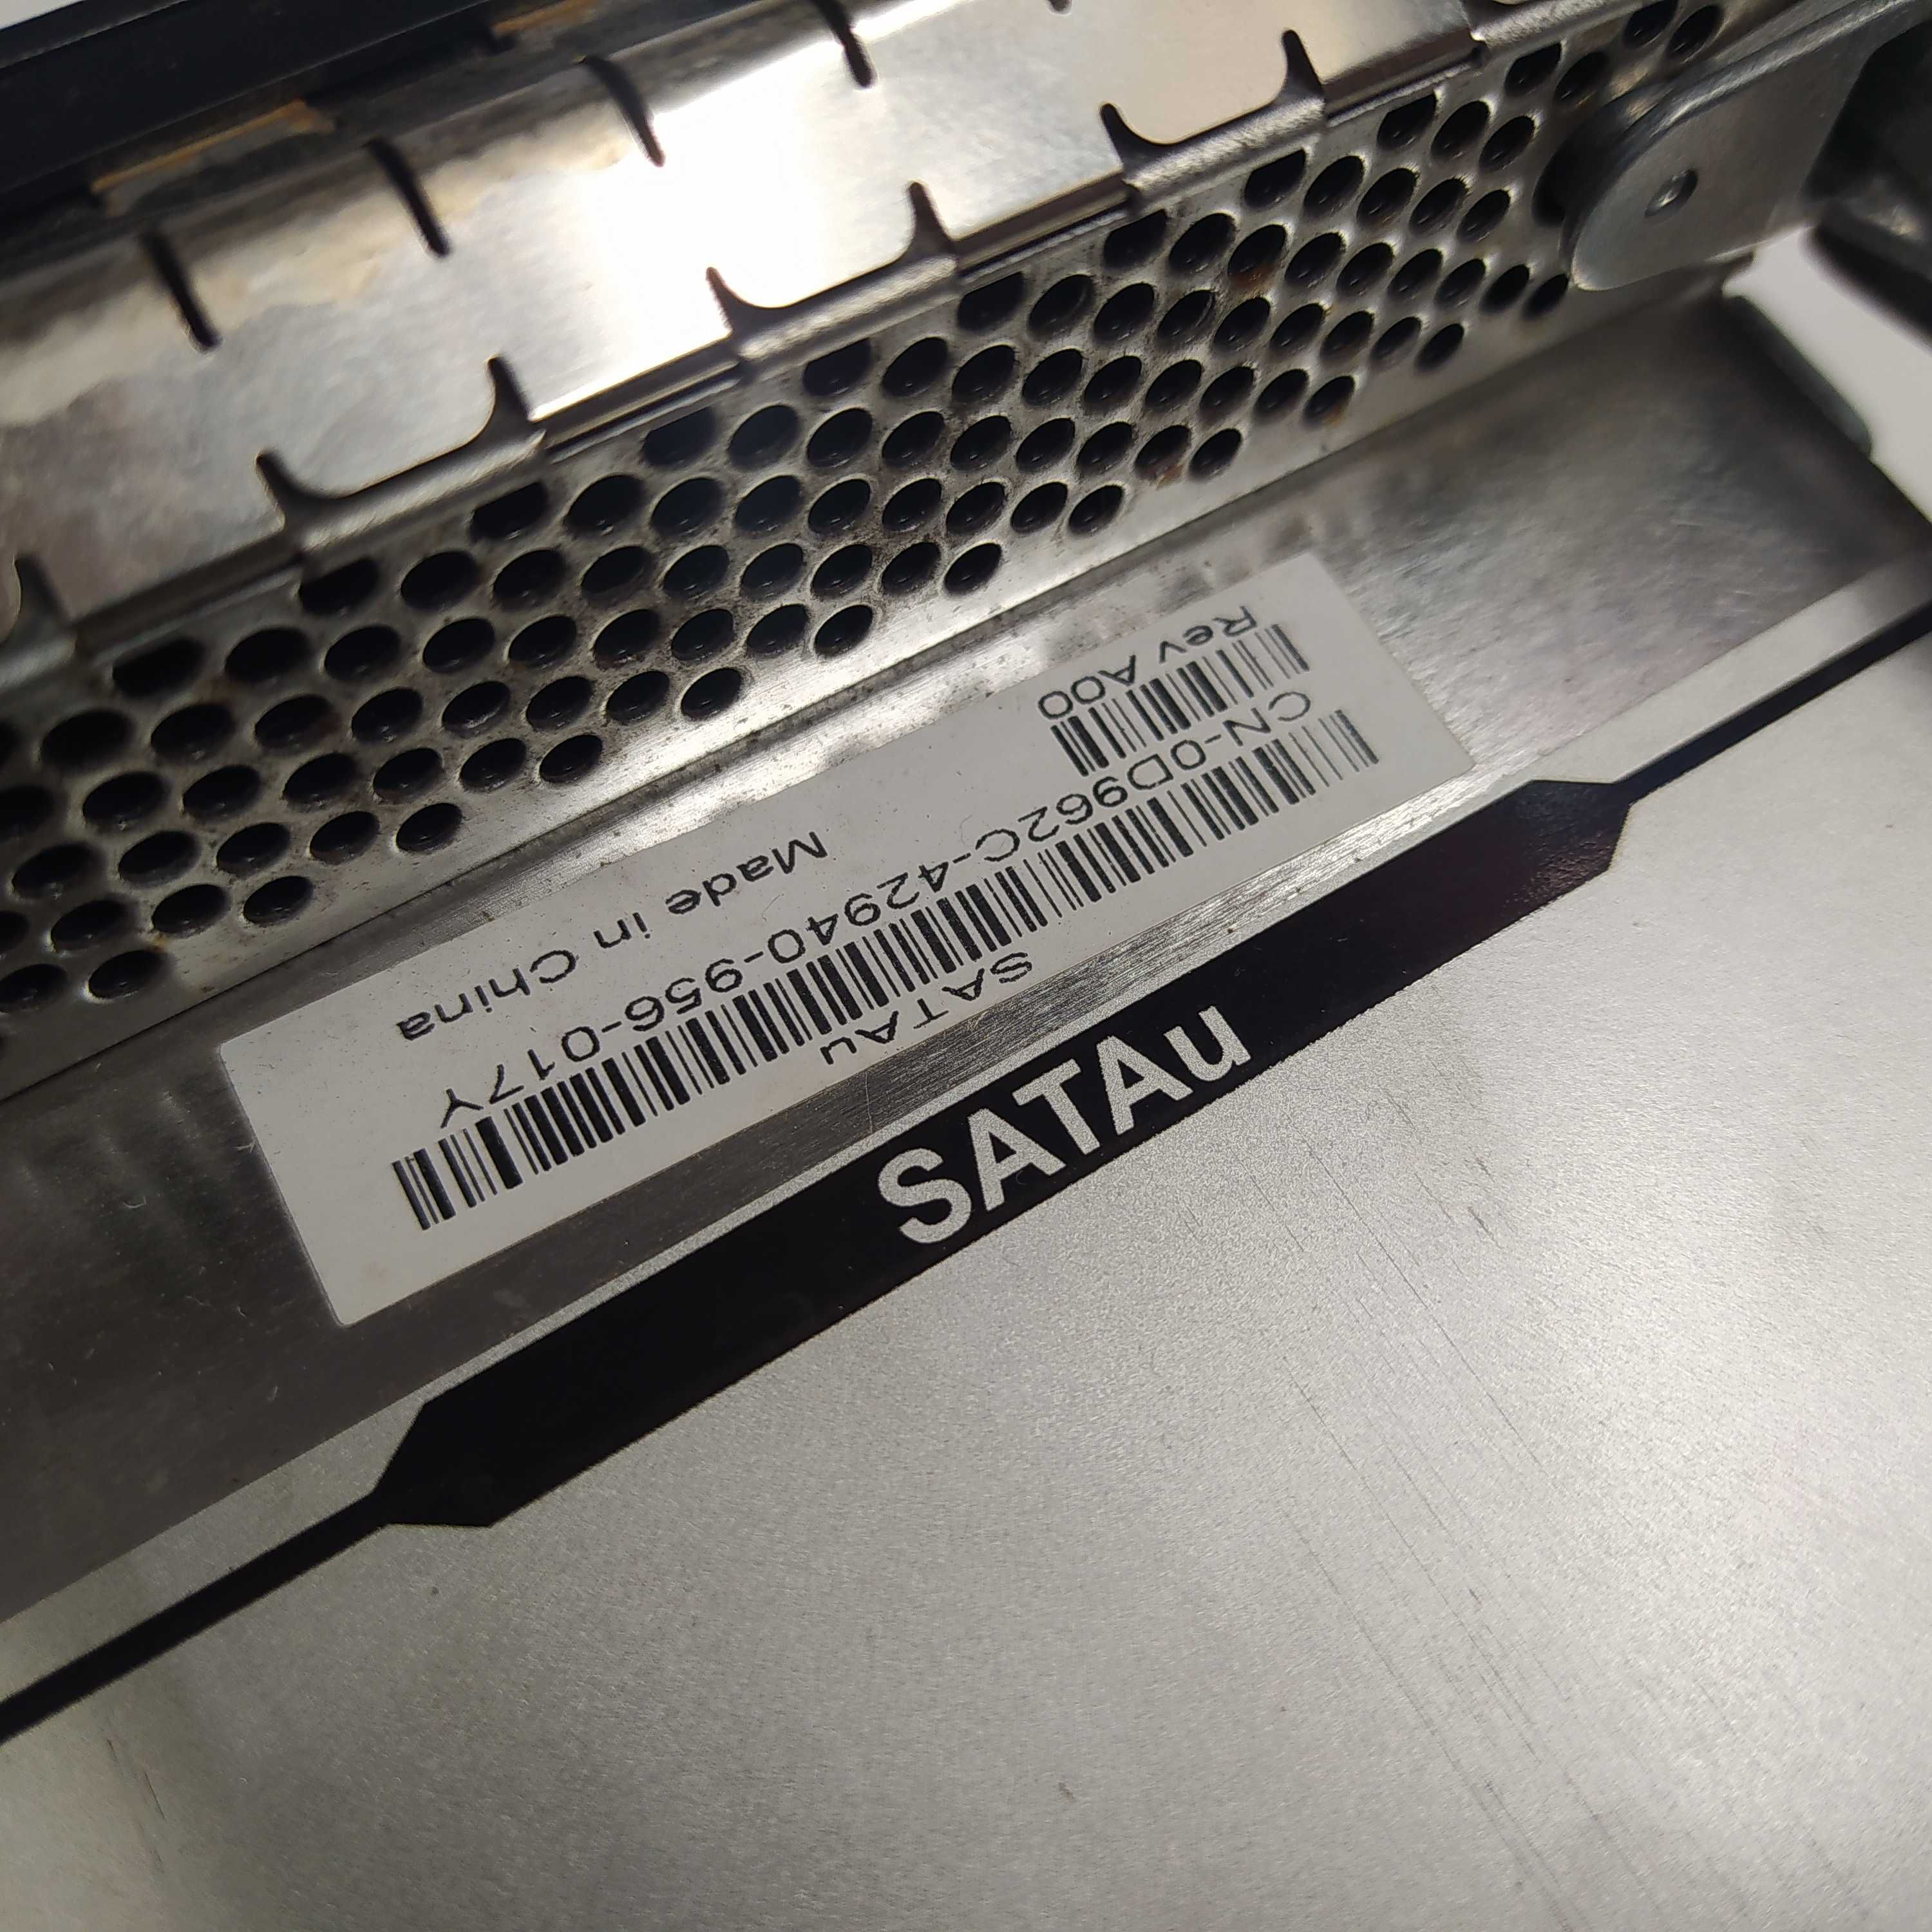 SATAu
SATAu
CN-0D962C-42940-956-017Y
Made in China
Rev A00